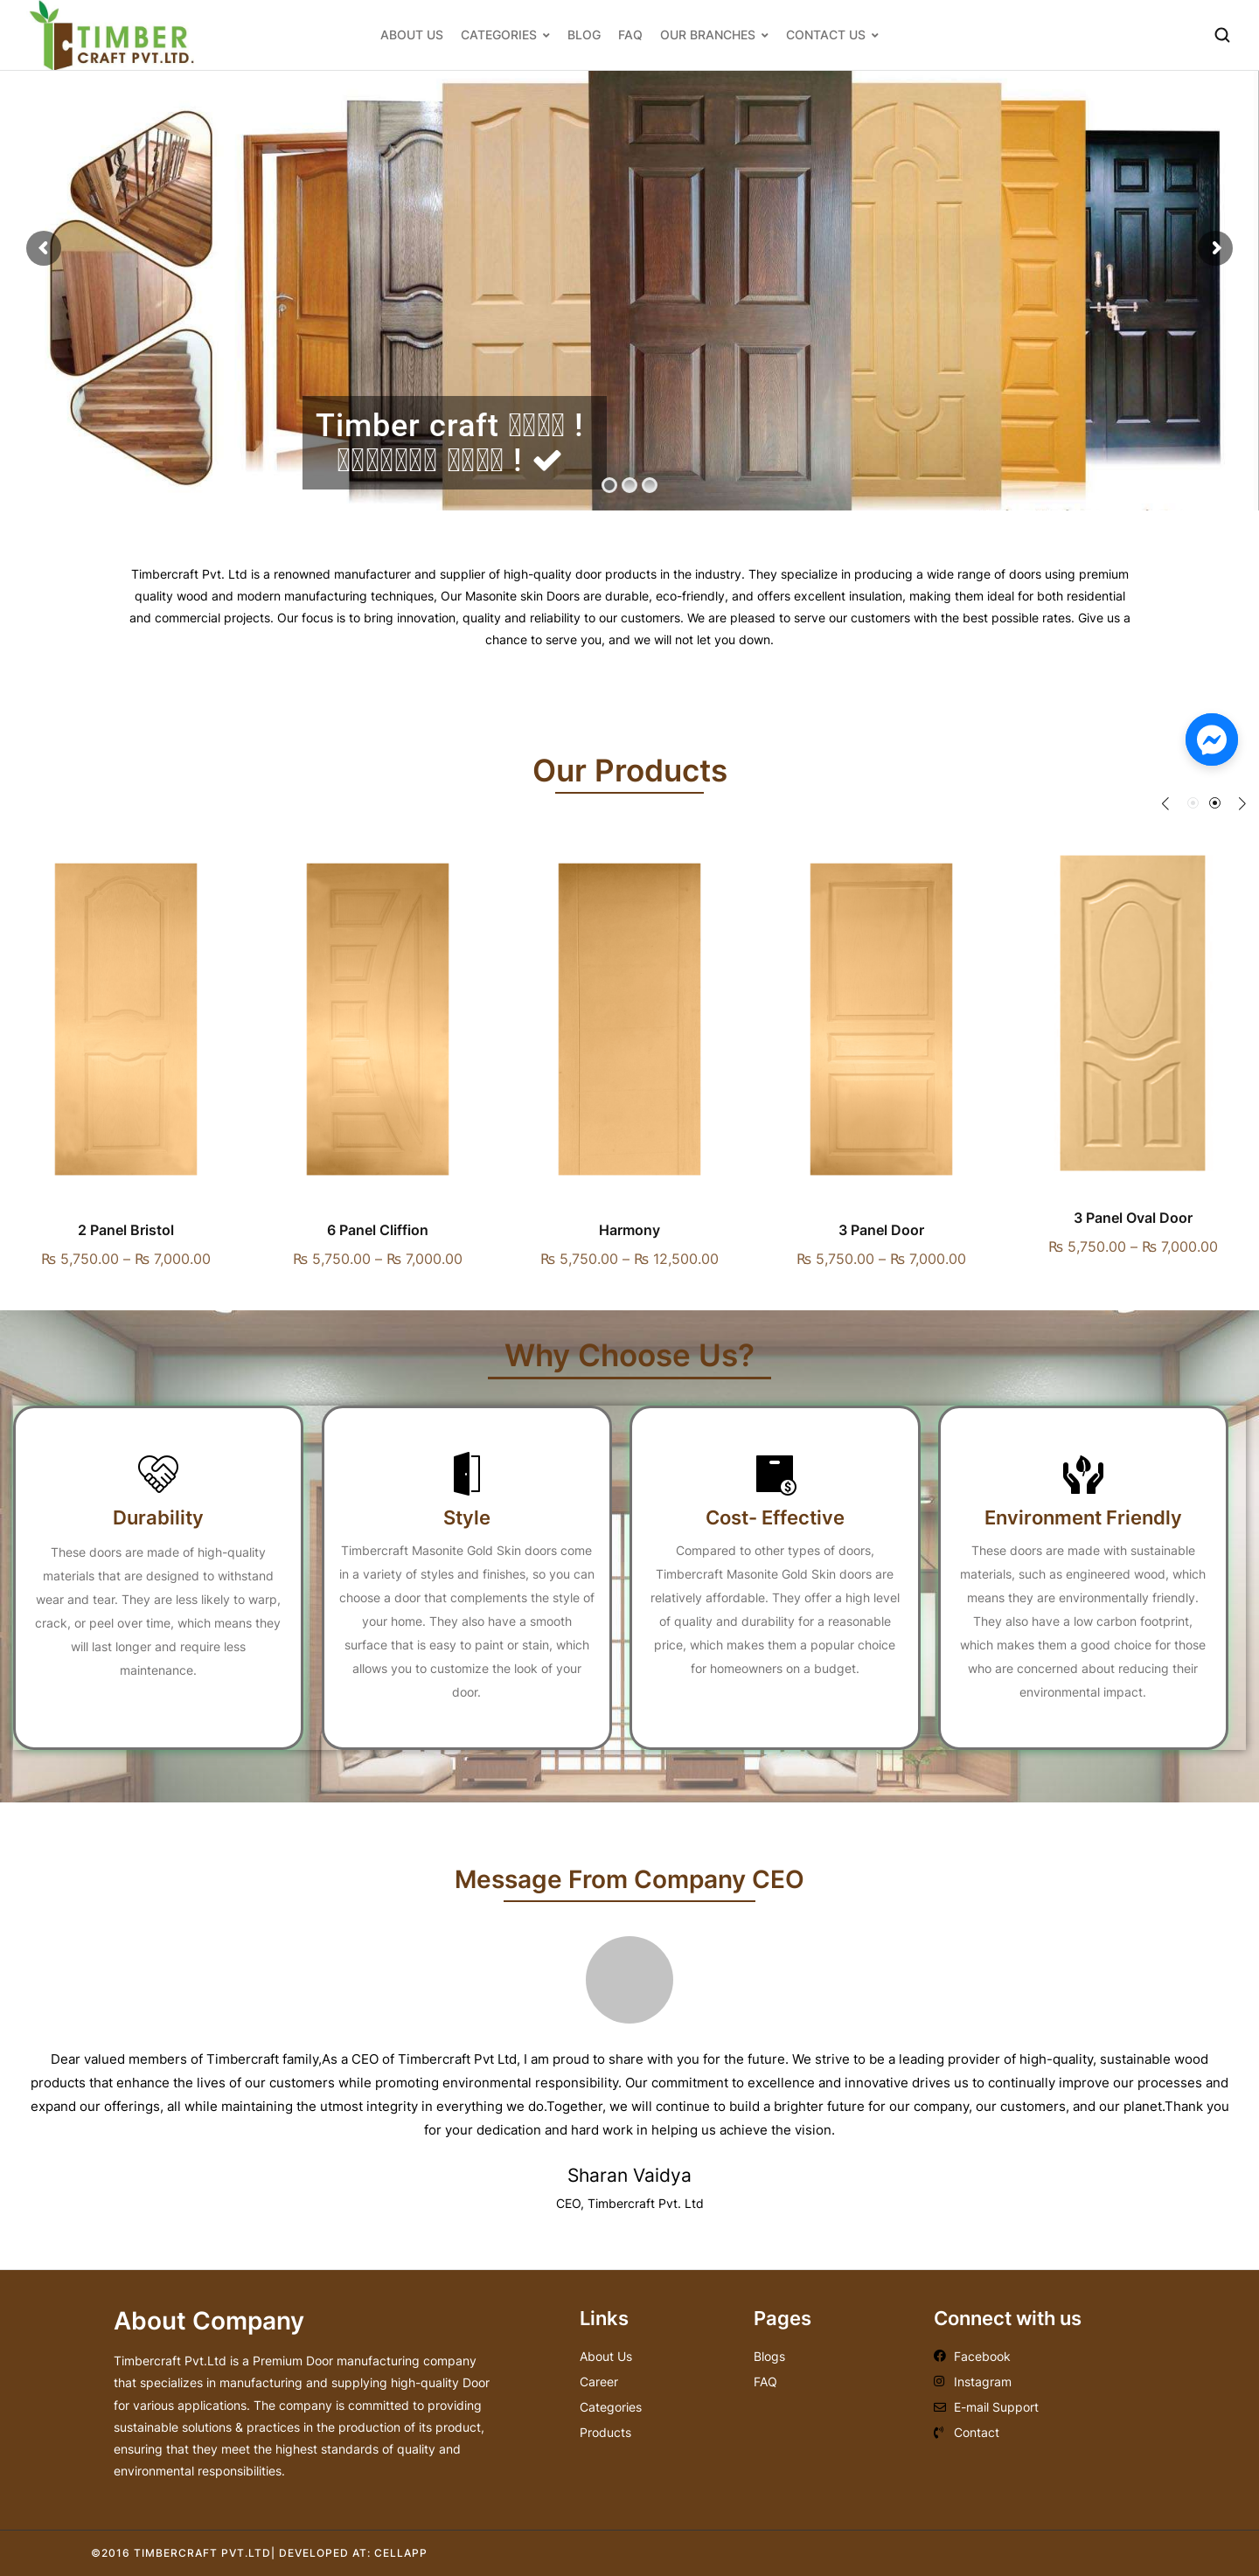 TIMBER
CRAFT PVT.LTD.
ABOUT US
CATEGORIES
BLOG
FAQ
OUR BRANCHES
CONTACT US
Timber craft !
!
Timbercraft Pvt. Ltd is a renowned manufacturer and supplier of high-quality door products in the industry. They specialize in producing a wide range of doors using premium
quality wood and modern manufacturing techniques, Our Masonite skin Doors are durable, eco-friendly, and offers excellent insulation, making them ideal for both residential
and commercial projects. Our focus is to bring innovation, quality and reliability to our customers. We are pleased to serve our customers with the best possible rates. Give us a
chance to serve you, and we will not let you down.
Our Products
2 Panel Bristol
₨ 5,750.00 – ₨ 7,000.00
6 Panel Cliffion
₨ 5,750.00 – ₨ 7,000.00
Harmony
₨ 5,750.00 – ₨ 12,500.00
3 Panel Door
₨ 5,750.00 – ₨ 7,000.00
3 Panel Oval Door
₨ 5,750.00 – ₨ 7,000.00
Why Choose Us?
Durability
These doors are made of high-quality
materials that are designed to withstand
wear and tear. They are less likely to warp,
crack, or peel over time, which means they
will last longer and require less
maintenance.
Style
Timbercraft Masonite Gold Skin doors come
in a variety of styles and finishes, so you can
choose a door that complements the style of
your home. They also have a smooth
surface that is easy to paint or stain, which
allows you to customize the look of your
door.
Cost- Effective
Compared to other types of doors,
Timbercraft Masonite Gold Skin doors are
relatively affordable. They offer a high level
of quality and durability for a reasonable
price, which makes them a popular choice
for homeowners on a budget.
Environment Friendly
These doors are made with sustainable
materials, such as engineered wood, which
means they are environmentally friendly.
They also have a low carbon footprint,
which makes them a good choice for those
who are concerned about reducing their
environmental impact.
Message From Company CEO
Dear valued members of Timbercraft family,As a CEO of Timbercraft Pvt Ltd, I am proud to share with you for the future. We strive to be a leading provider of high-quality, sustainable wood
products that enhance the lives of our customers while promoting environmental responsibility. Our commitment to excellence and innovative drives us to continually improve our processes and
expand our offerings, all while maintaining the utmost integrity in everything we do.Together, we will continue to build a brighter future for our company, our customers, and our planet.Thank you
for your dedication and hard work in helping us achieve the vision.
Sharan Vaidya
CEO, Timbercraft Pvt. Ltd
About Company
Timbercraft Pvt.Ltd is a Premium Door manufacturing company
that specializes in manufacturing and supplying high-quality Door
for various applications. The company is committed to providing
sustainable solutions & practices in the production of its product,
ensuring that they meet the highest standards of quality and
environmental responsibilities.
Links
About Us
Career
Categories
Products
Pages
Blogs
FAQ
Connect with us
Facebook
Instagram
E-mail Support
Contact
©2016 TIMBERCRAFT PVT.LTD| DEVELOPED AT: CELLAPP